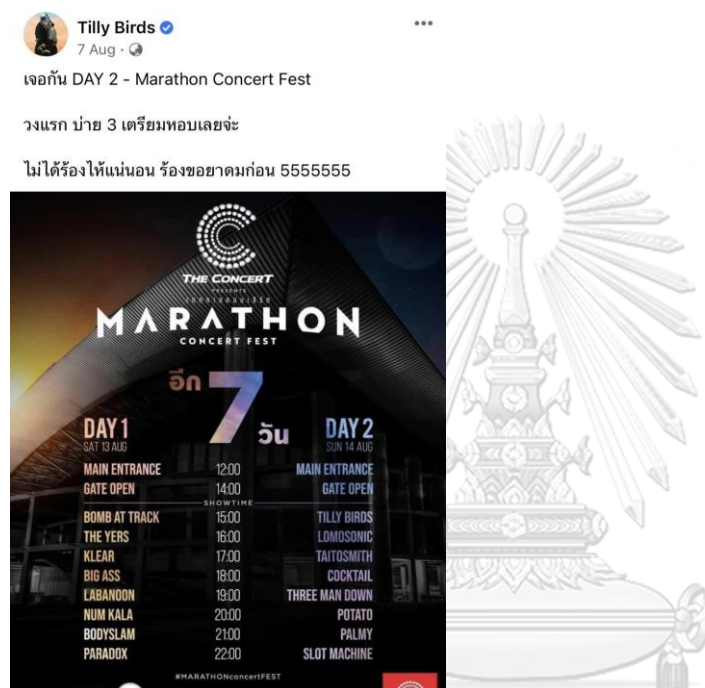 Tilly Birds
7 Aug ·
เจอกัน DAY 2 - Marathon Concert Fest
วงแรก บ่าย 3 เตรียมหอบเลยจ่ะ
ไม่ได้ร้องไห้แน่นอน ร้องขอยาดมก่อน 5555555
THE CONCERT
PRESENTS
MARATHON
CONCERT FEST
อีก 7 วัน
DAY 1 DAY 2
SAT 13 AUG SUN 14 AUG
MAIN ENTRANCE 12:00 MAIN ENTRANCE
GATE OPEN 14:00 GATE OPEN
SHOWTIME
BOMB AT TRACK 15:00 TILLY BIRDS
THE YERS 16:00 LOMOSONIC
KLEAR 17:00 TAITOSMITH
BIG ASS 18:00 COCKTAIL
LABANOON 19:00 THREE MAN DOWN
NUM KALA 20:00 POTATO
BODYSLAM 21:00 PALMY
PARADOX 22:00 SLOT MACHINE
#MARATHONconcertFEST